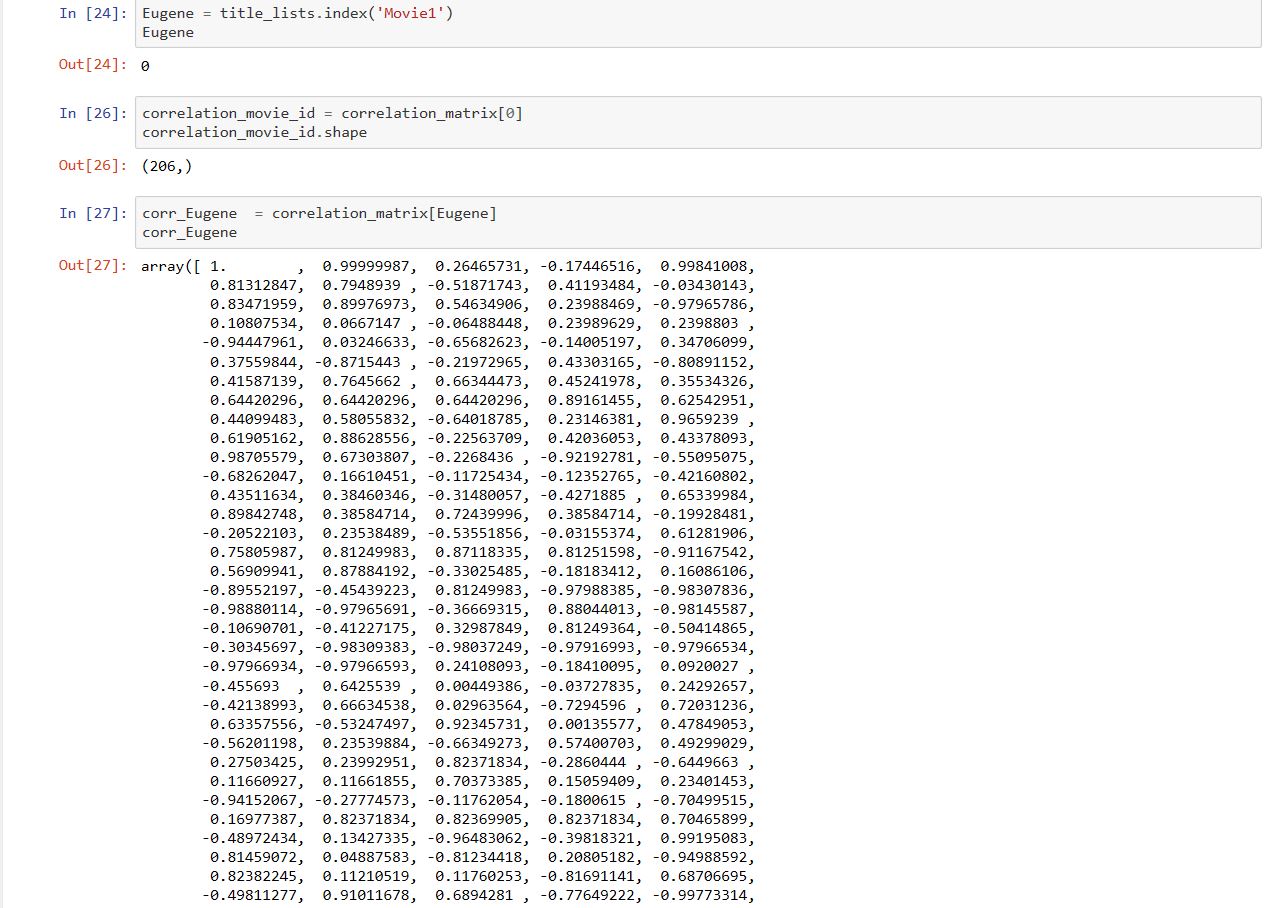 In [24]: Eugene = title_lists.index('Movie1')
Eugene
Out[24]: 0
In [26]: correlation_movie_id = correlation_matrix[0]
correlation_movie_id.shape
Out[26]: (206,)
In [27]: corr_Eugene  = correlation_matrix[Eugene]
corr_Eugene
Out[27]: array([ 1.        ,  0.99999987,  0.26465731, -0.17446516,  0.99841008,
0.81312847,  0.7948939 , -0.51871743,  0.41193484, -0.03430143,
0.83471959,  0.89976973,  0.54634906,  0.23988469, -0.97965786,
0.10807534,  0.0667147 , -0.06488448,  0.23989629,  0.2398803 ,
-0.94447961,  0.03246633, -0.65682623, -0.14005197,  0.34706099,
0.37559844, -0.8715443 , -0.21972965,  0.43303165, -0.80891152,
0.41587139,  0.7645662 ,  0.66344473,  0.45241978,  0.35534326,
0.64420296,  0.64420296,  0.64420296,  0.89161455,  0.62542951,
0.44099483,  0.58055832, -0.64018785,  0.23146381,  0.9659239 ,
0.61905162,  0.88628556, -0.22563709,  0.42036053,  0.43378093,
0.98705579,  0.67303807, -0.2268436 , -0.92192781, -0.55095075,
-0.68262047,  0.16610451, -0.11725434, -0.12352765, -0.42160802,
0.43511634,  0.38460346, -0.31480057, -0.4271885 ,  0.65339984,
0.89842748,  0.38584714,  0.72439996,  0.38584714, -0.19928481,
-0.20522103,  0.23538489, -0.53551856, -0.03155374,  0.61281906,
0.75805987,  0.81249983,  0.87118335,  0.81251598, -0.91167542,
0.56909941,  0.87884192, -0.33025485, -0.18183412,  0.16086106,
-0.89552197, -0.45439223,  0.81249983, -0.97988385, -0.98307836,
-0.98880114, -0.97965691, -0.36669315,  0.88044013, -0.98145587,
-0.10690701, -0.41227175,  0.32987849,  0.81249364, -0.50414865,
-0.30345697, -0.98309383, -0.98037249, -0.97916993, -0.97966534,
-0.97966934, -0.97966593,  0.24108093, -0.18410095,  0.0920027 ,
-0.455693  ,  0.6425539 ,  0.00449386, -0.03727835,  0.24292657,
-0.42138993,  0.66634538,  0.02963564, -0.7294596 ,  0.72031236,
0.63357556, -0.53247497,  0.92345731,  0.00135577,  0.47849053,
-0.56201198,  0.23539884, -0.66349273,  0.57400703,  0.49299029,
0.27503425,  0.23992951,  0.82371834, -0.2860444 , -0.6449663 ,
0.11660927,  0.11661855,  0.70373385,  0.15059409,  0.23401453,
-0.94152067, -0.27774573, -0.11762054, -0.1800615 , -0.70499515,
0.16977387,  0.82371834,  0.82369905,  0.82371834,  0.70465899,
-0.48972434,  0.13427335, -0.96483062, -0.39818321,  0.99195083,
0.81459072,  0.04887583, -0.81234418,  0.20805182, -0.94988592,
0.82382245,  0.11210519,  0.11760253, -0.81691141,  0.68706695,
-0.49811277,  0.91011678,  0.6894281 , -0.77649222, -0.99773314,